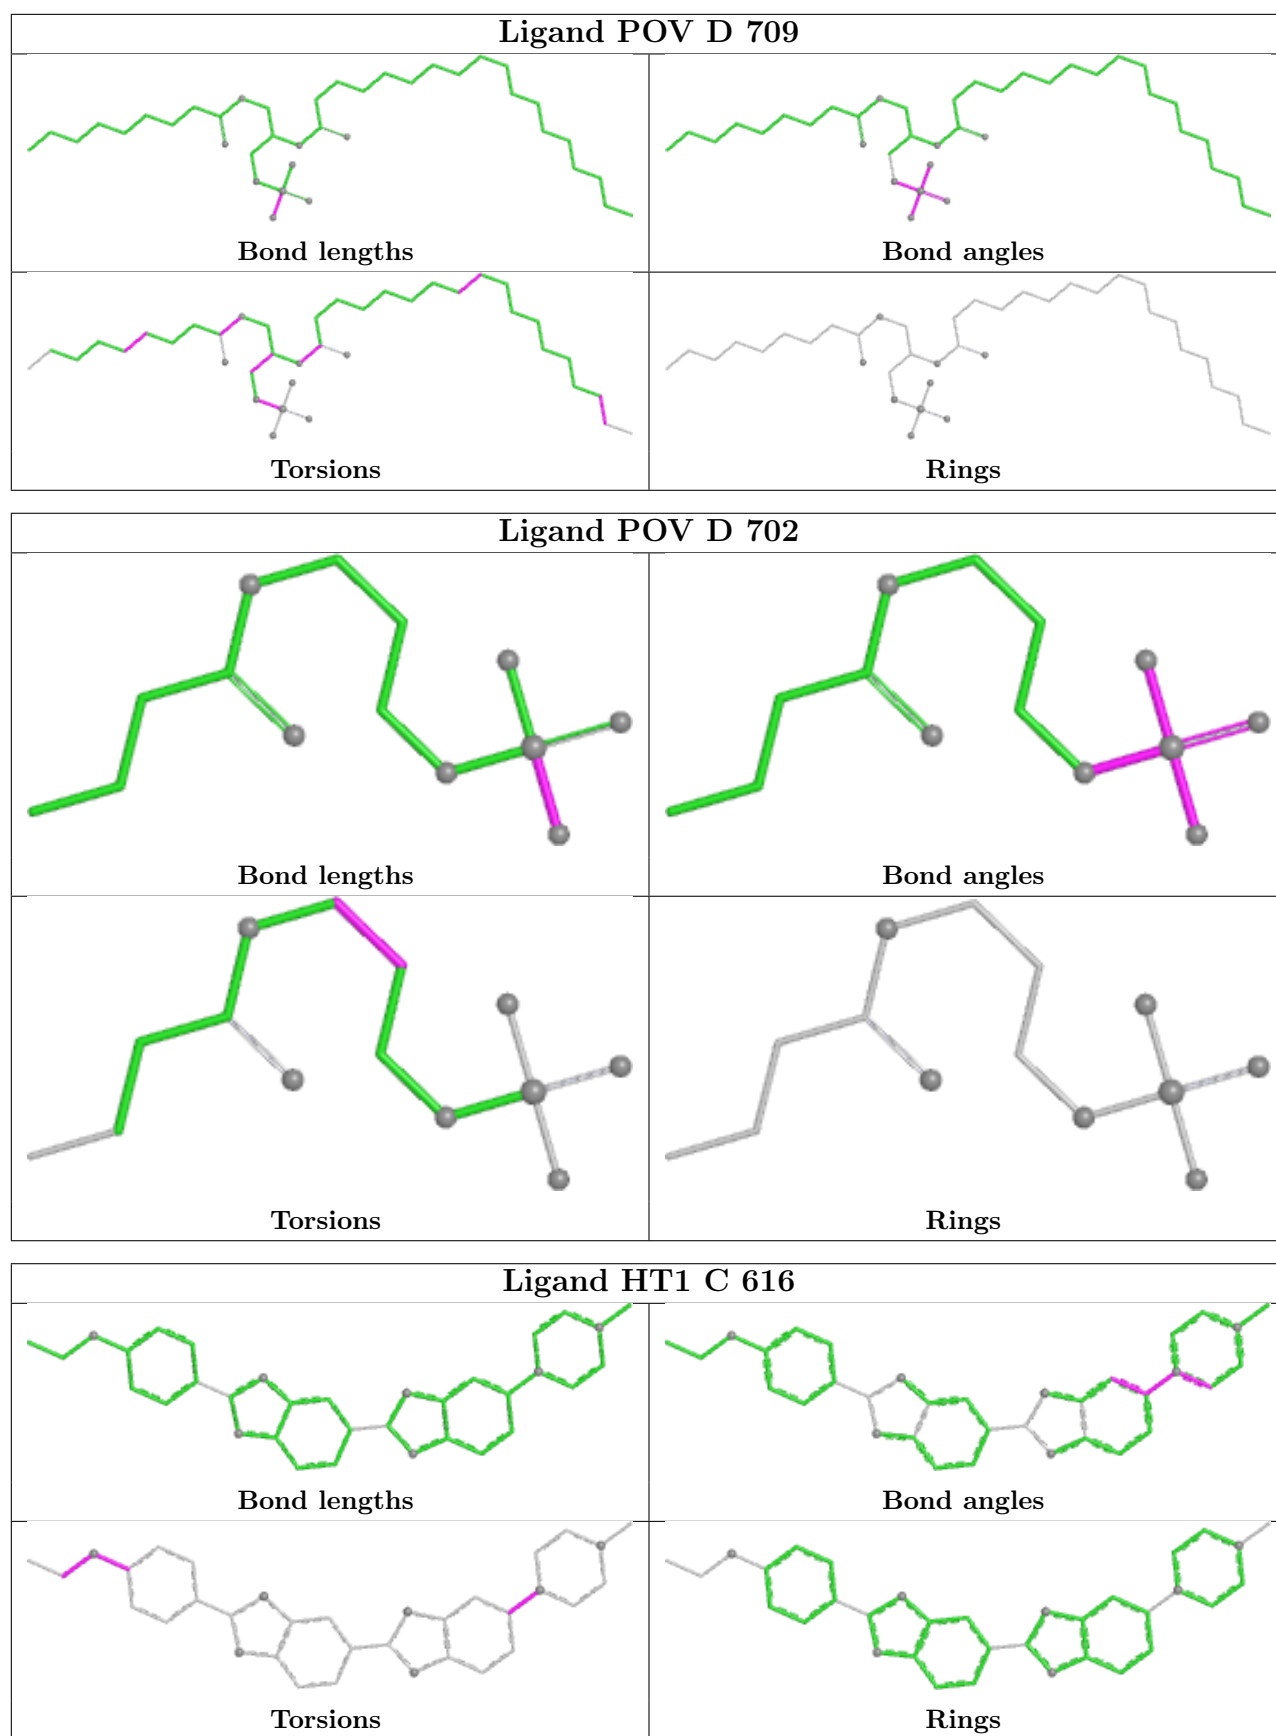 Ligand POV D 709
Bond lengths
Bond angles
Torsions
Rings
Ligand POV D 702
Bond lengths
Bond angles
Torsions
Rings
Ligand HT1 C 616
Bond lengths
Bond angles
Torsions
Rings